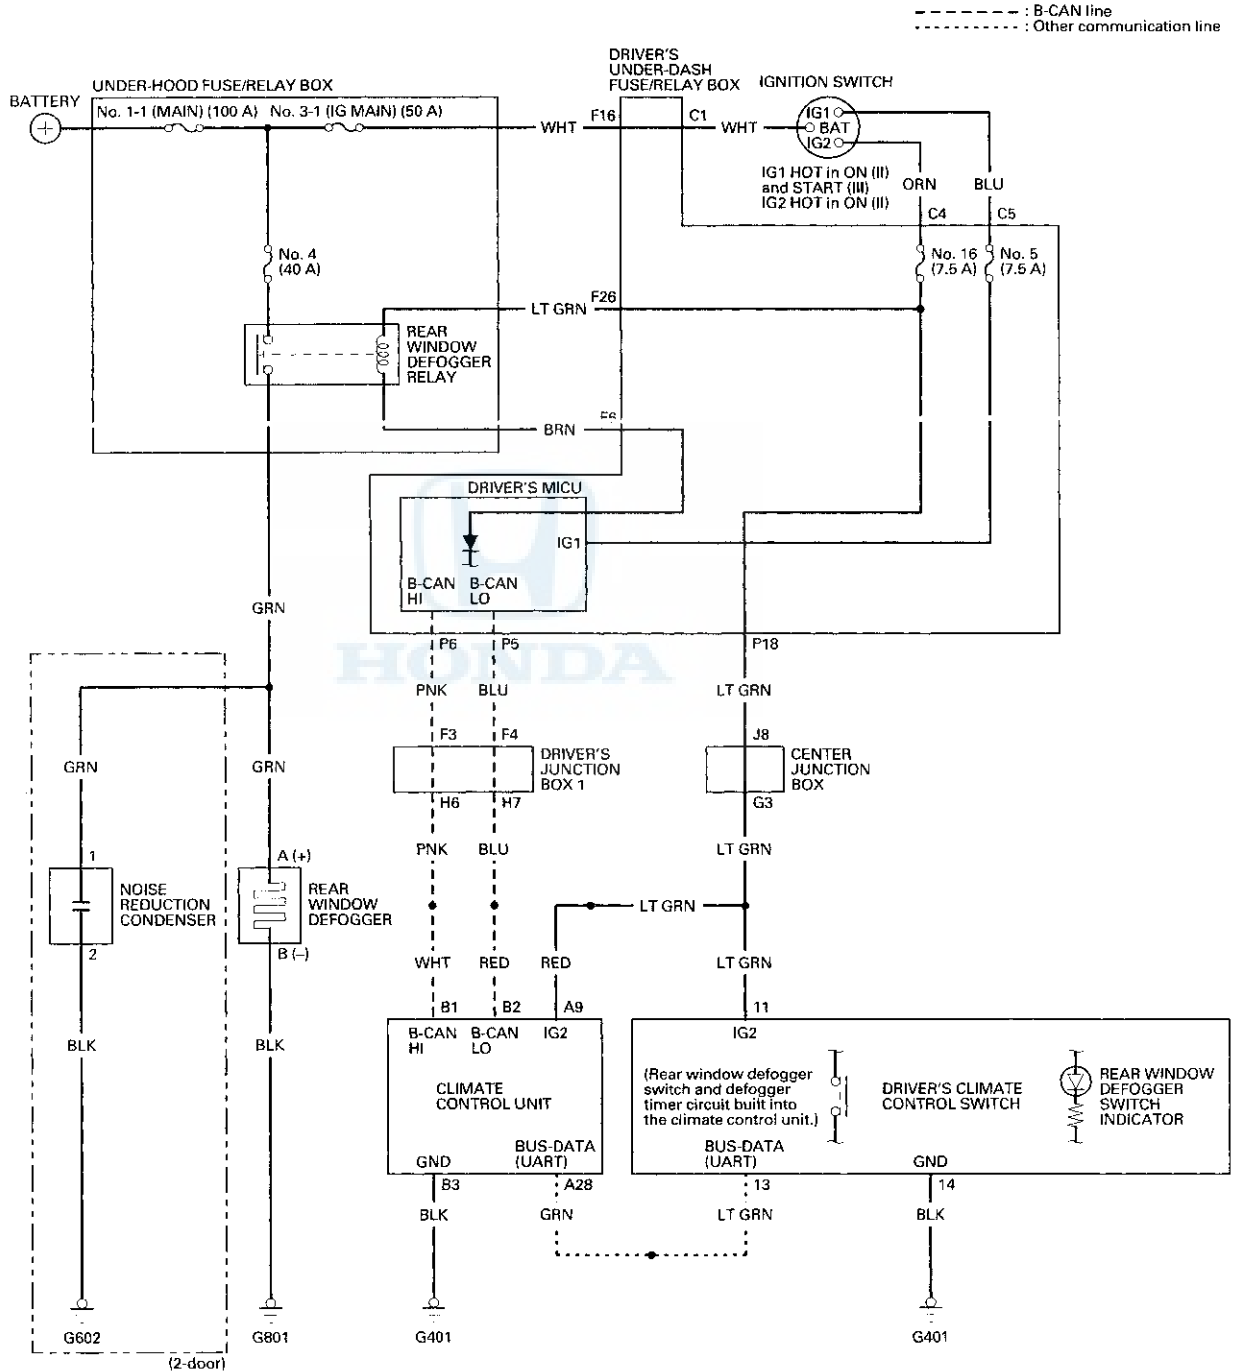 : B-CAN line
: Other communication line
DRIVER'S
UNDER-DASH
FUSE/RELAY BOX
IGNITION SWITCH
UNDER-HOOD FUSE/RELAY BOX
BATTERY
No. 1-1 (MAIN) (100 A)
No. 3-1 (IG MAIN) (50 A)
WHT
F16
C1
WHT
IG1
BAT
IG2
IG1 HOT in ON (II)
and START (III)
IG2 HOT in ON (II)
ORN
BLU
C4
C5
No. 4
(40 A)
No. 16
(7.5 A)
No. 5
(7.5 A)
LT GRN
F26
REAR
WINDOW
DEFOGGER
RELAY
BRN
F6
DRIVER'S MICU
IG1
B-CAN
HI
B-CAN
LO
GRN
P6
P5
P18
HONDA
PNK
BLU
LT GRN
F3
F4
J8
DRIVER'S
JUNCTION
BOX 1
CENTER
JUNCTION
BOX
GRN
GRN
H6
H7
G3
PNK
BLU
LT GRN
1
A (+)
NOISE
REDUCTION
CONDENSER
REAR
WINDOW
DEFOGGER
LT GRN
2
B (–)
WHT
RED
RED
LT GRN
B1
B2
A9
11
B-CAN
HI
B-CAN
LO
IG2
IG2
BLK
BLK
CLIMATE
CONTROL UNIT
(Rear window defogger
switch and defogger
timer circuit built into
the climate control unit.)
DRIVER'S CLIMATE
CONTROL SWITCH
REAR WINDOW
DEFOGGER
SWITCH
INDICATOR
GND
BUS-DATA
(UART)
BUS-DATA
(UART)
GND
B3
A28
13
14
BLK
GRN
LT GRN
BLK
G602
G801
G401
G401
(2-door)